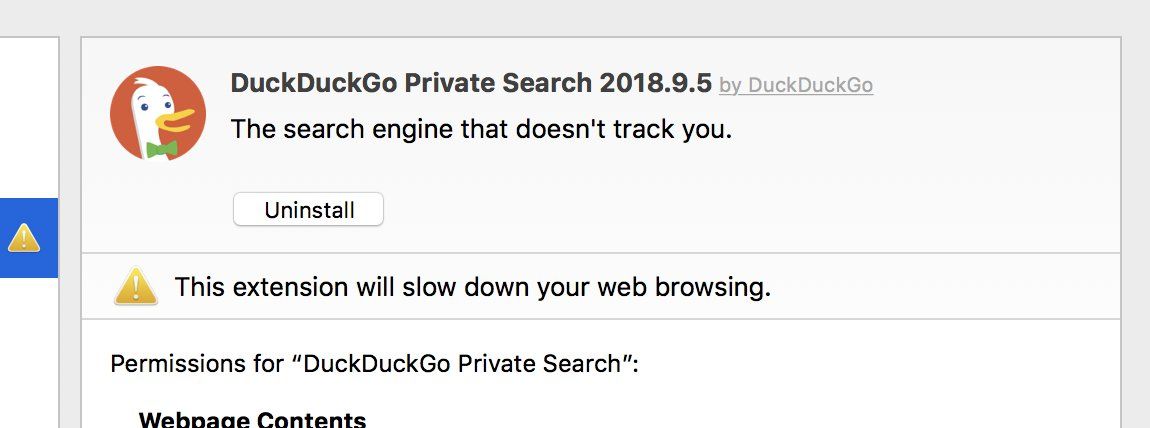 DuckDuckGo Private Search 2018.9.5 by DuckDuckGo
The search engine that doesn't track you.
Uninstall
This extension will slow down your web browsing.
Permissions for “DuckDuckGo Private Search”:
Webpage Contents